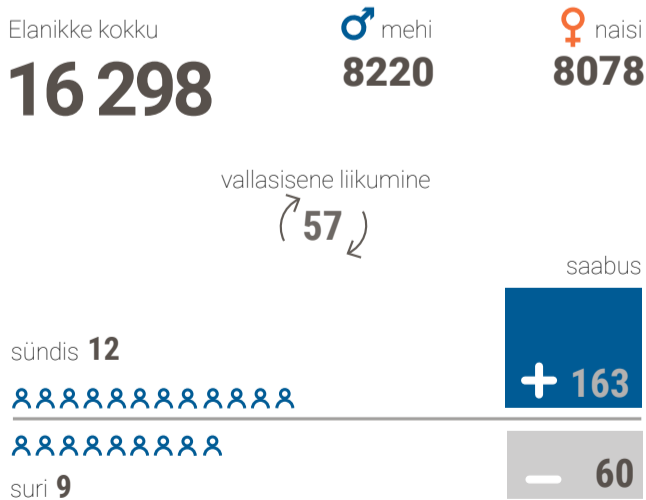 Elanikke kokku
16 298
mehi
8220
naisi
8078
vallasisene liikumine
57
saabus
+ 163
sündis 12
suri 9
− 60